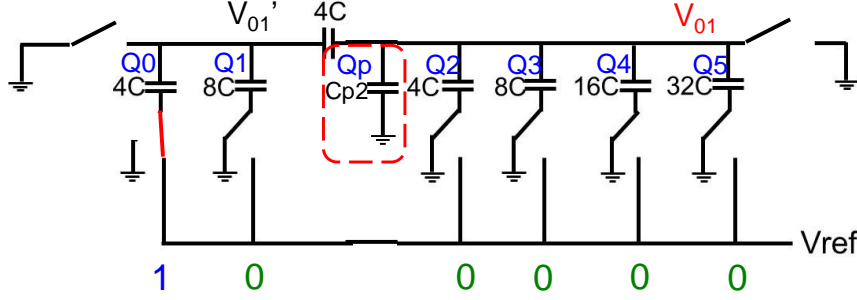 V01’ 4C V01
Q0 Q1 Qp Q2 Q3 Q4 Q5
4C 8C Cp2 4C 8C 16C 32C
Vref
1 0 0 0 0 0